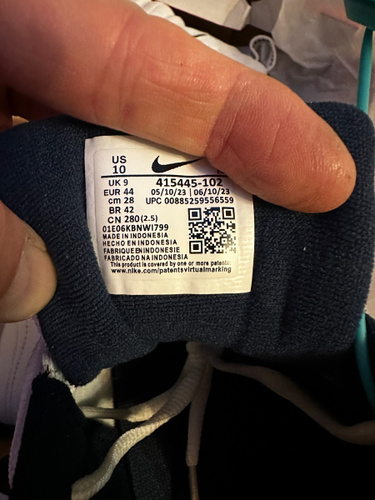 US
10
UK 9 415445-102
EUR 44 05/10/23 | 06/10/23
cm 28 UPC 00885259556559
BR 42
CN 280(2.5)
01E06KBNWI799
MADE IN INDONESIA
HECHO EN INDONESIA
FABRIQUE EN INDONESIE
FABRICADO NA INDONESIA
This product is covered by one or more patents:
www.nike.com/patentsvirtualmarking